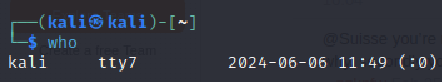 ┌──(kali㉿kali)-[~]
└─$ who
kali     tty7         2024-06-06 11:49 (:0)